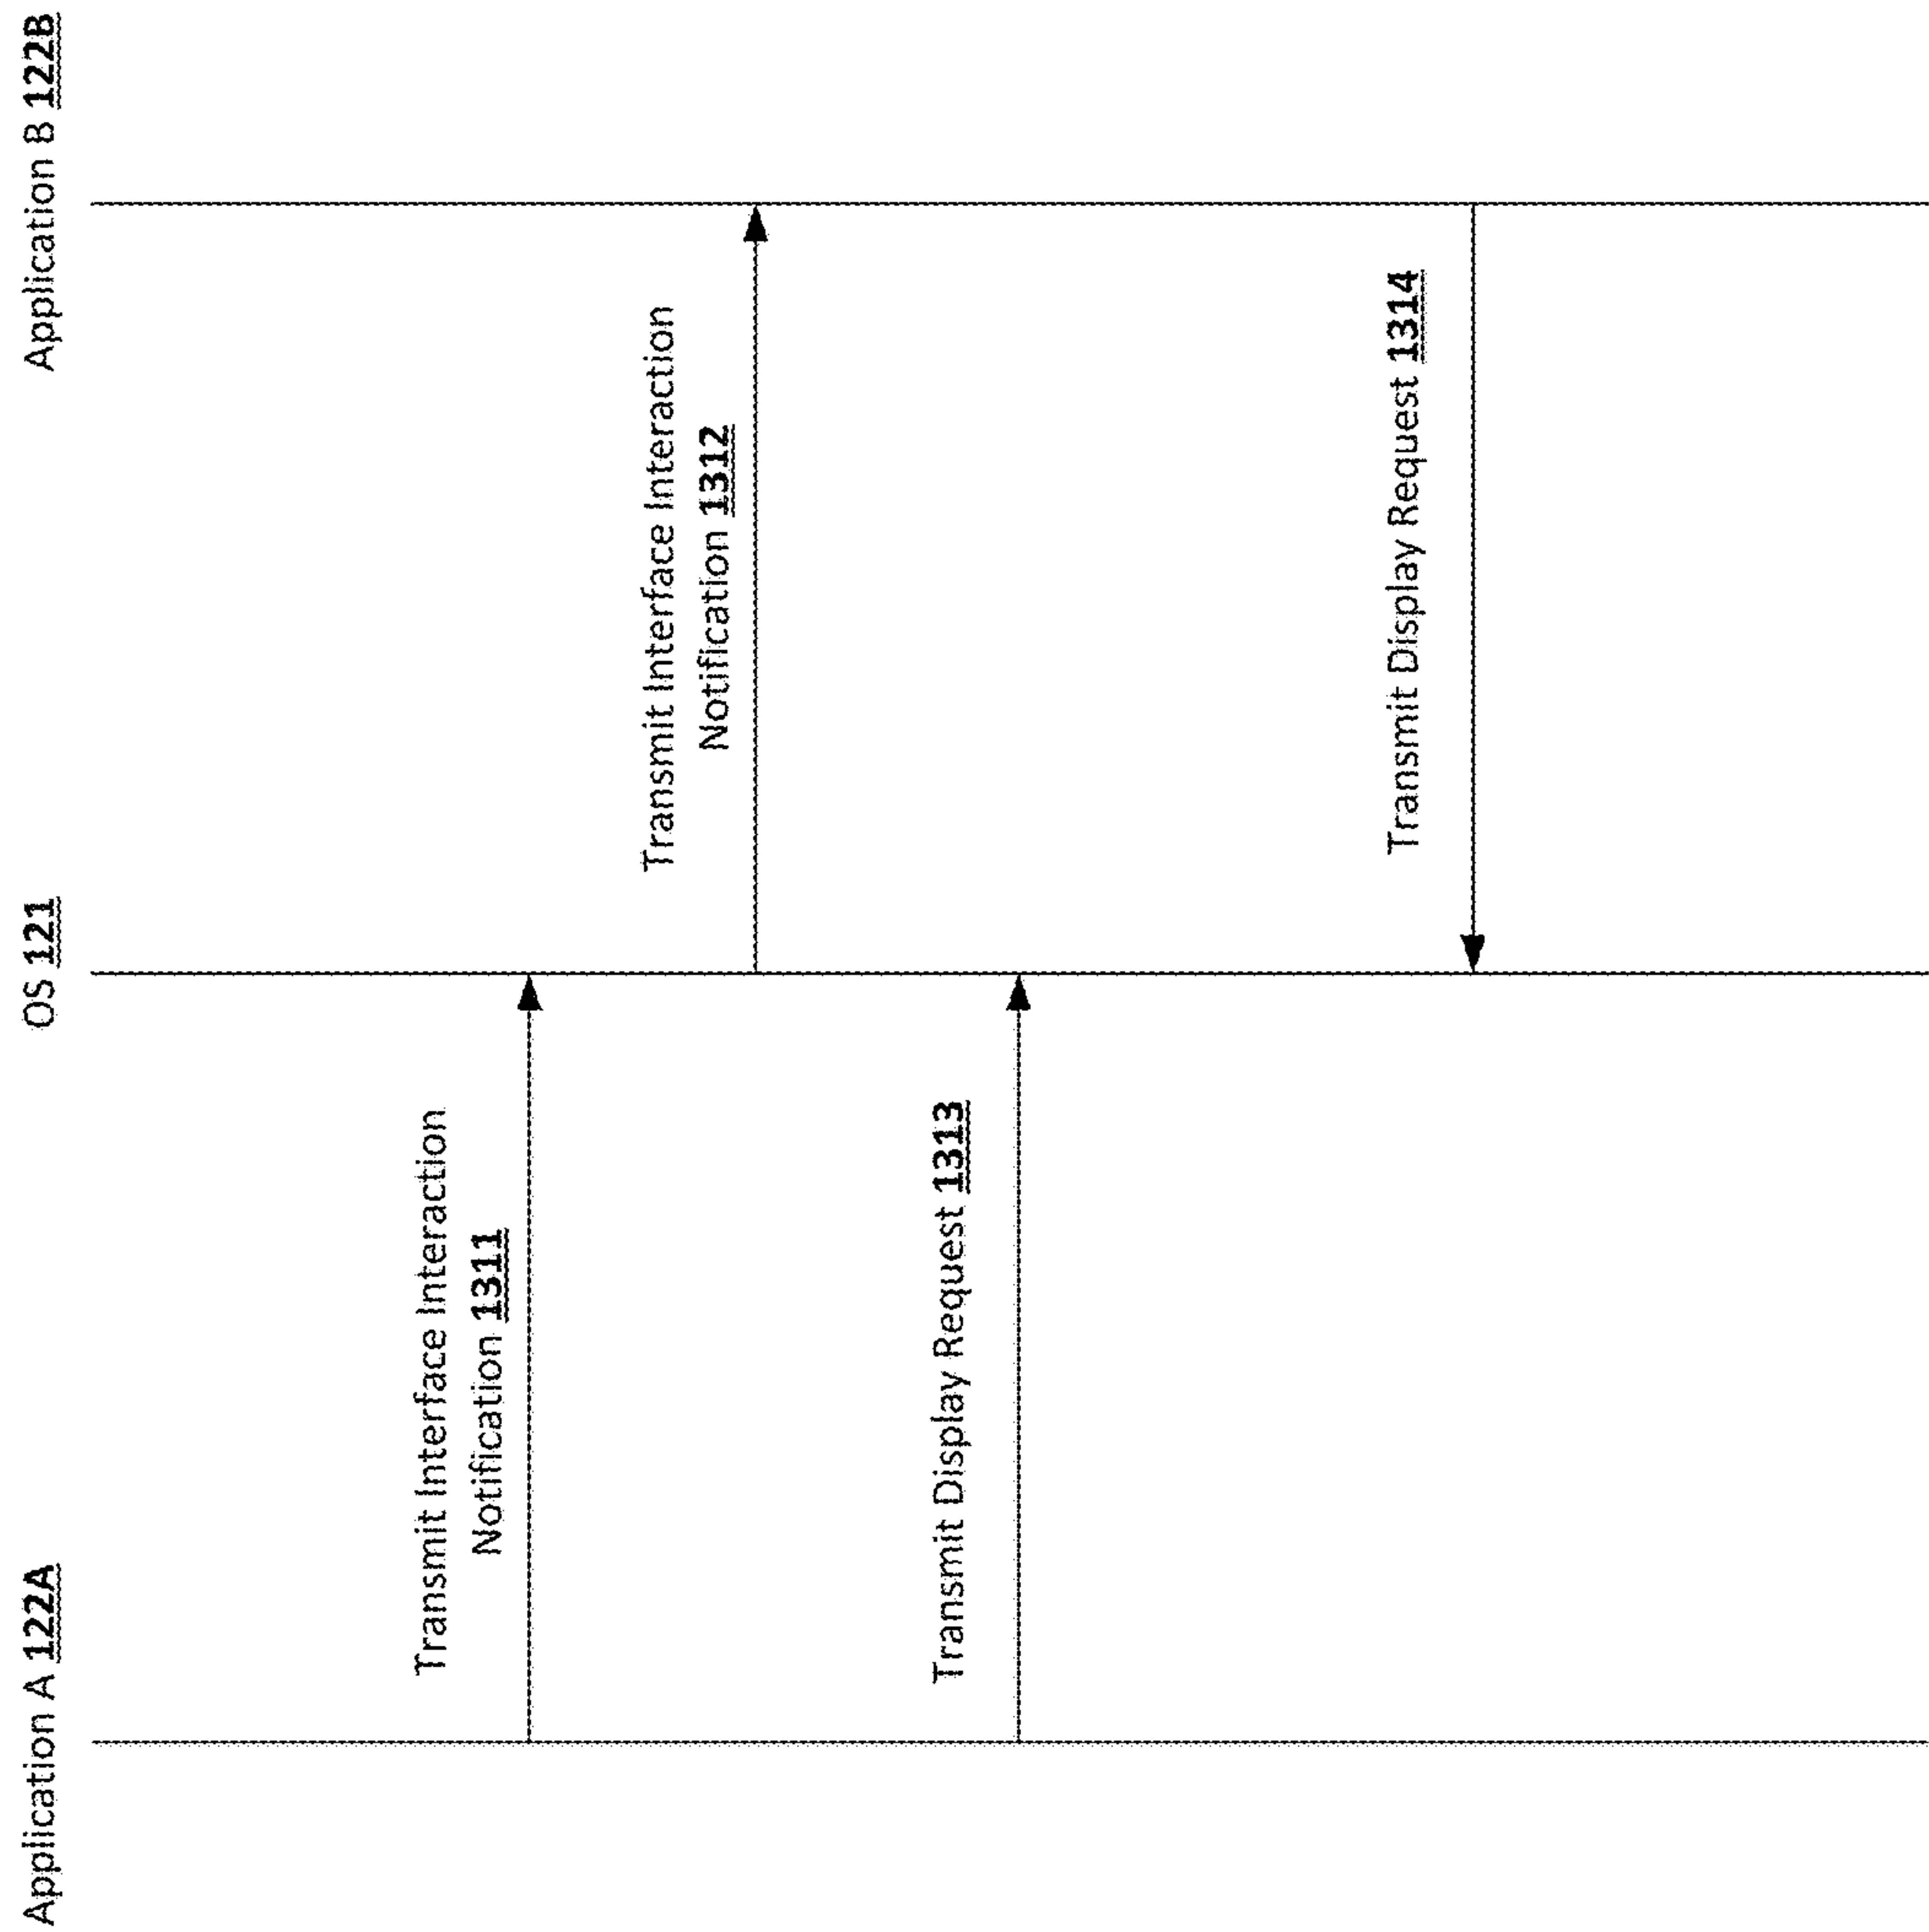 Application A 122A
OS 121
Application B 122B
Transmit Interface Interaction
Notification 1311
Transmit Interface Interaction
Notification 1312
Transmit Display Request 1313
Transmit Display Request 1314